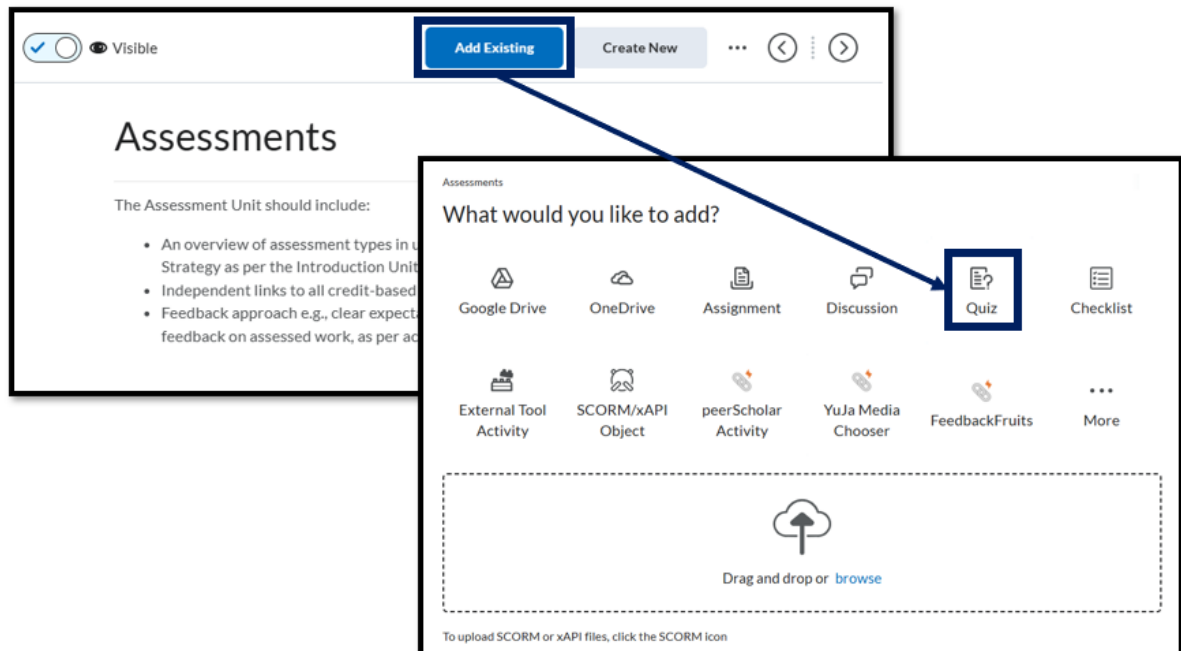 Visible
Add Existing
Create New
Assessments
The Assessment Unit should include:
An overview of assessment types in
Strategy as per the Introduction Unit
Independent links to all credit-based
Feedback approach e.g., clear
feedback on assessed work, as per
Assessments
What would you like to add?
Google Drive
OneDrive
Assignment
Discussion
Quiz
Checklist
External Tool
Activity
SCORM/xAPI
Object
peerScholar
Activity
YuJa Media
Chooser
FeedbackFruits
More
Drag and drop or browse
To upload SCORM or xAPI files, click the SCORM icon